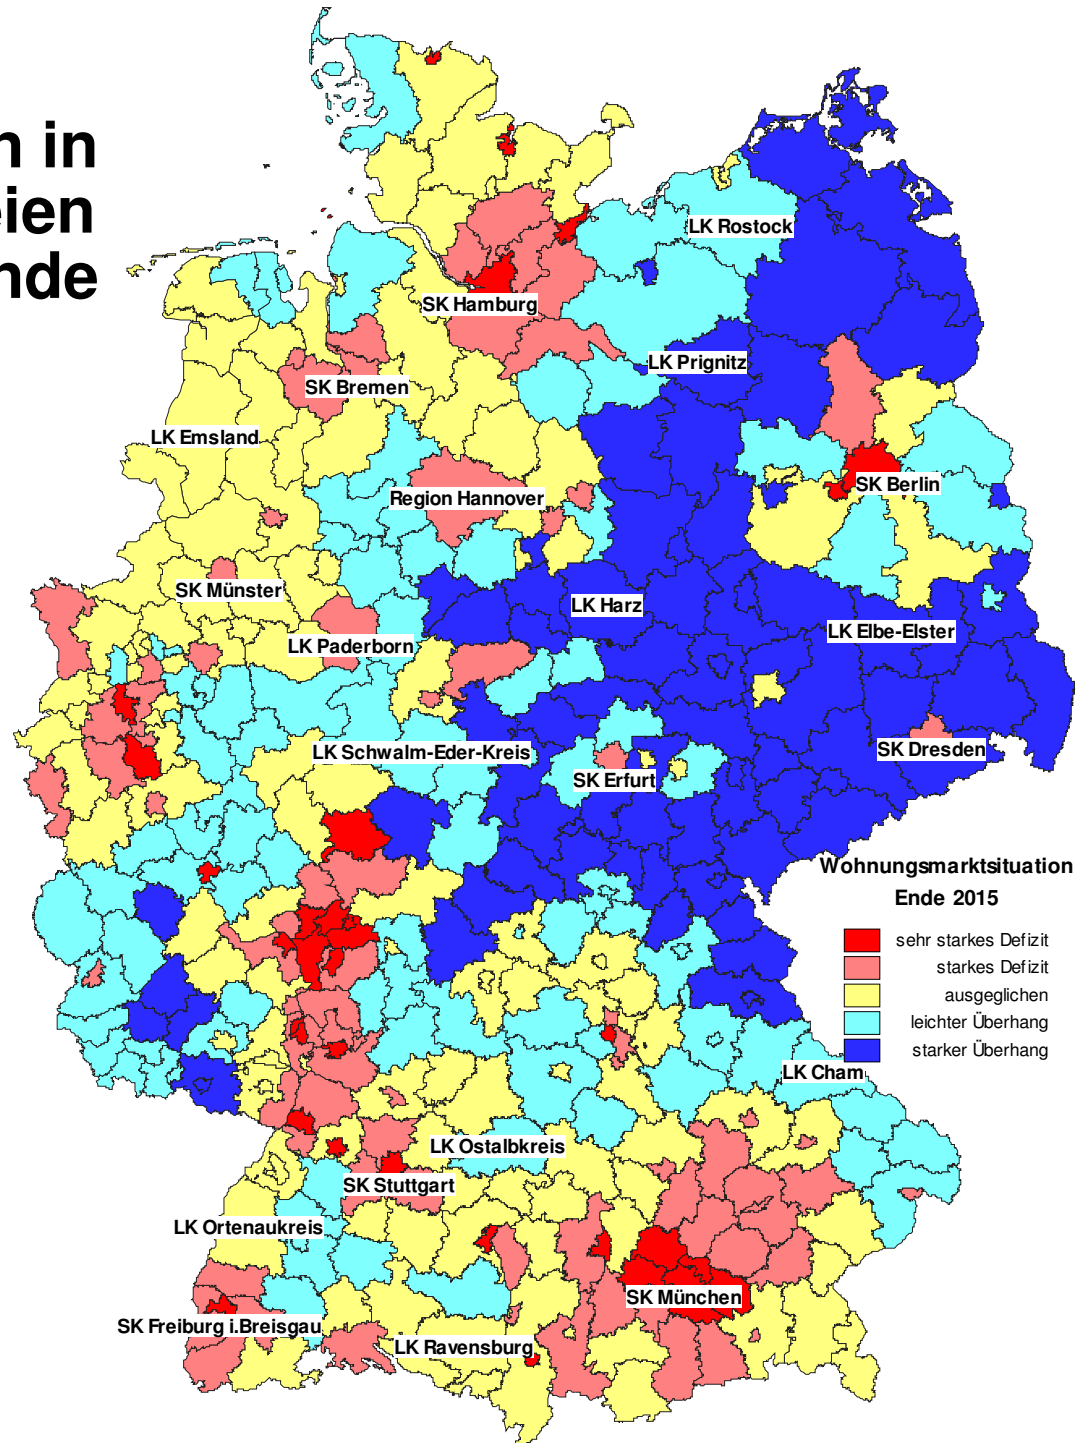 n in
eien
nde
LK Rostock
SK Hamburg
LK Prignitz
SK Bremen
LK Emsland
SK Berlin
Region Hannover
SK Münster
LK Harz
LK Elbe-Elster
LK Paderborn
SK Dresden
LK Schwalm-Eder-Kreis
SK Erfurt
Wohnungsmarktsituation
Ende 2015
sehr starkes Defizit
starkes Defizit
ausgeglichen
leichter Überhang
starker Überhang
LK Cham
LK Ostalbkreis
SK Stuttgart
LK Ortenaukreis
SK München
SK Freiburg i.Breisgau
LK Ravensburg